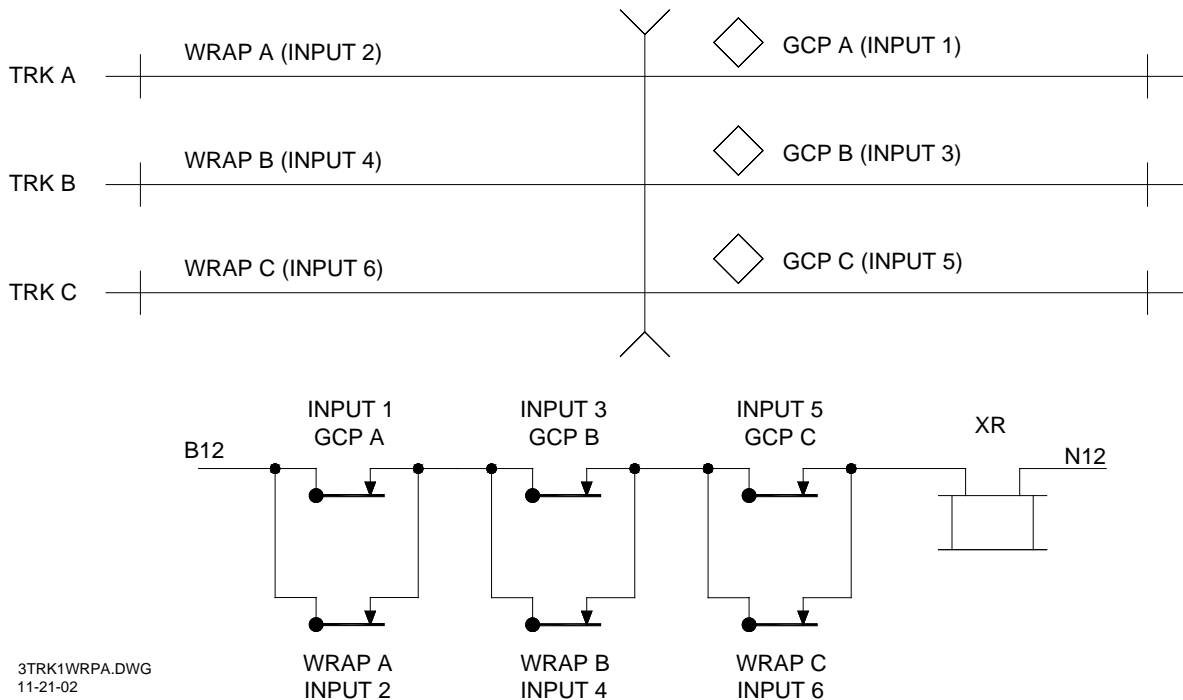 WRAP A (INPUT 2)
GCP A (INPUT 1)
TRK A
WRAP B (INPUT 4)
GCP B (INPUT 3)
TRK B
WRAP C (INPUT 6)
GCP C (INPUT 5)
TRK C
INPUT 1
GCP A
INPUT 3
GCP B
INPUT 5
GCP C
XR
B12
N12
WRAP A
INPUT 2
WRAP B
INPUT 4
WRAP C
INPUT 6
3TRK1WRPA.DWG
11-21-02